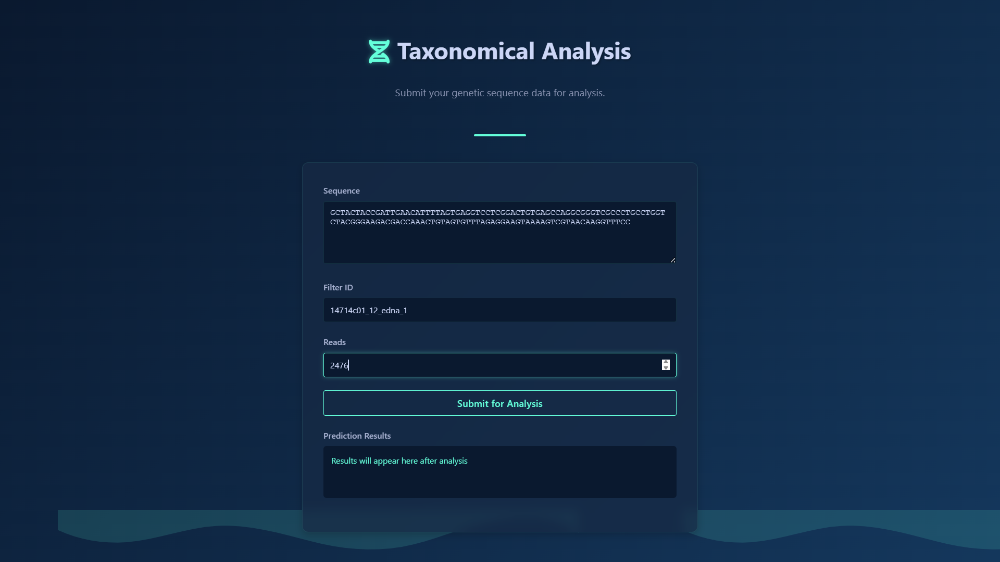 Taxonomical Analysis
Submit your genetic sequence data for analysis.
Sequence
GCTACTACCGATTGAACATTTTAGTGAGGTCCTCGGACTGTGAGCCAGGCGGGTCGCCCTGCCTGGT
CTACGGGAAGACGACCAAACTGTAGTGTTTAGAGGAAGTAAAAGTCGTAACAAGGTTTCC
Filter ID
14714c01_12_edna_1
Reads
2476
Submit for Analysis
Prediction Results
Results will appear here after analysis